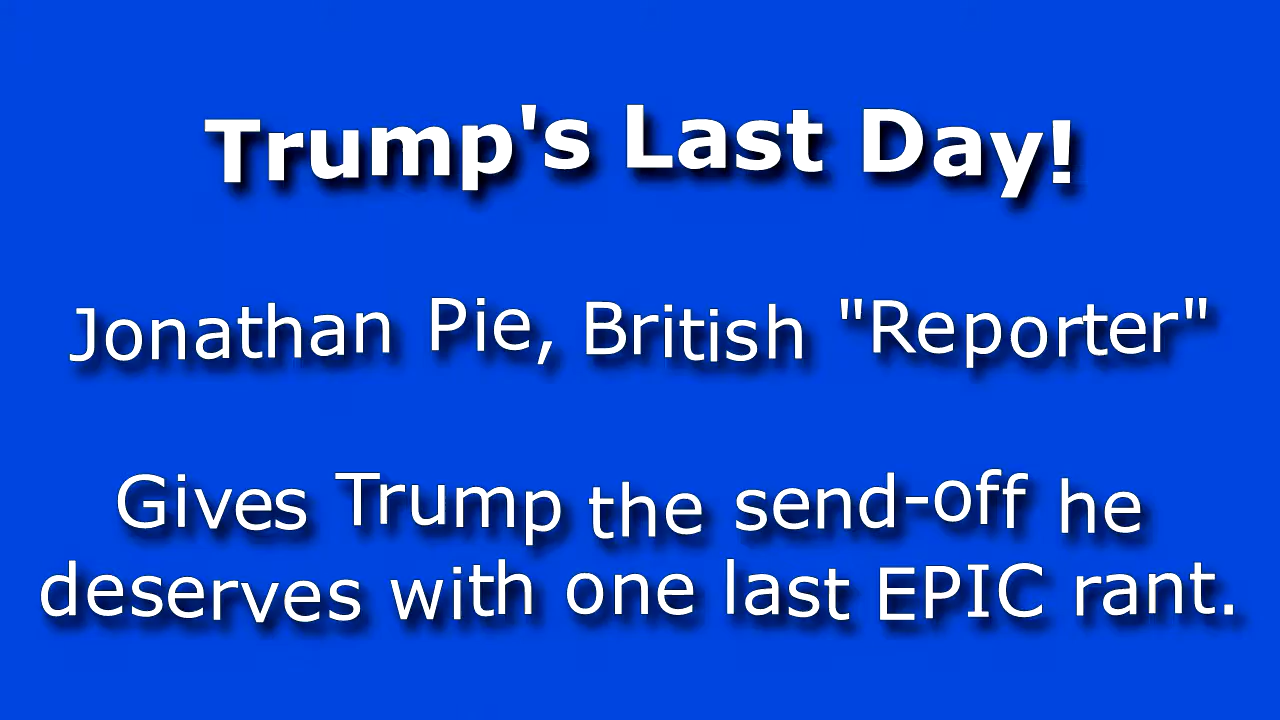 Trump's Last Day!
Jonathan Pie, British "Reporter"
Gives Trump the send-off he
deserves with one last EPIC rant.